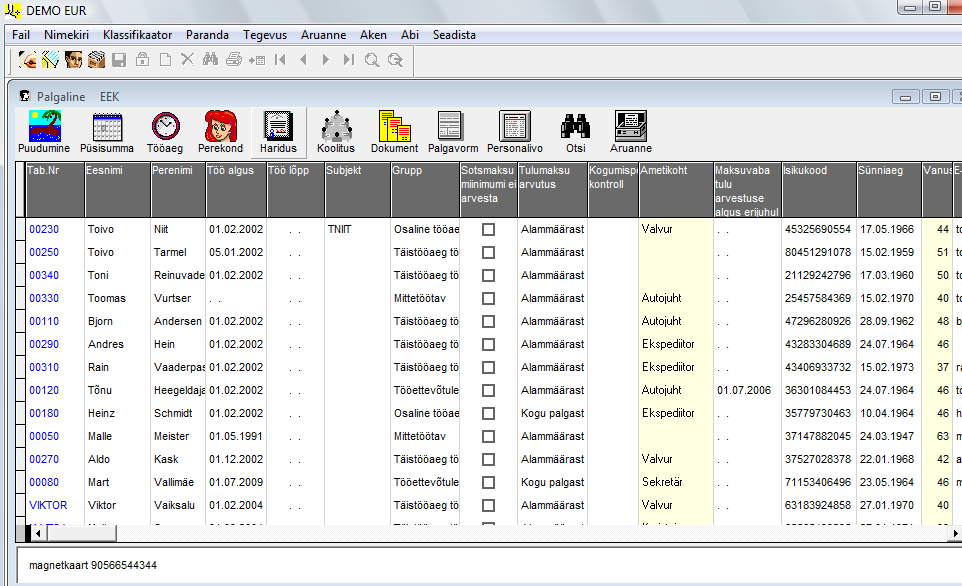 DEMO EUR
Fail Nimekiri Klassifikaator Paranda Tegevus Aruanne Aken Abi Seadista
Palgaline EEK
Puudumine Püsisumma Tööaeg Perekond Haridus Koolitus Dokument Palgavorm Personalivo Otsi Aruanne
Tab.Nr Eesnimi Perenimi Töö algus Töö lõpp Subjekt Grupp Sotsmaksu Tulumaksu Kogumispe Ametikoht Maksuvaba Isikukood Sünniaeg Vanus E-
miinimumi ei arvutus kontroll tulu
arvesta arvestuse
algus erijuhul
00230 Toivo Niit 01.02.2002 . . TNIIT Osaline tööae Alammäärast Valvur . . 45325690554 17.05.1966 44 to
00250 Toivo Tarmel 05.01.2002 . . Täistööaeg tö Alammäärast . . 80451291078 15.02.1959 51 to
00340 Toni Reinuvade 01.02.2002 . . Täistööaeg tö Alammäärast . . 21129242796 17.03.1960 50 to
00330 Toomas Vurtser . . . . Mittetöötav Alammäärast Autojuht . . 25457584369 15.02.1970 40 to
00110 Bjorn Andersen 01.02.2002 . . Täistööaeg tö Alammäärast Autojuht . . 47296280926 28.09.1962 48 b
00290 Andres Hein 01.02.2002 . . Täistööaeg tö Alammäärast Ekspediitor . . 43283304689 24.07.1964 46
00310 Rain Vaaderpas 01.02.2002 . . Täistööaeg tö Alammäärast Ekspediitor . . 43406933732 15.02.1973 37 ra
00120 Tõnu Heegeldaja 01.02.2002 . . Tööettevõtule Alammäärast Autojuht 01.07.2006 36301084453 24.07.1964 46 to
00180 Heinz Schmidt 01.02.2002 . . Osaline tööae Kogu palgast Ekspediitor . . 35779730463 10.04.1964 46 h
00050 Malle Meister 01.05.1991 . . Mittetöötav Alammäärast . . 37147882045 24.03.1947 63 m
00270 Aldo Kask 01.12.2002 . . Täistööaeg tö Alammäärast Valvur . . 37527028378 22.01.1968 42 a
00080 Mart Vallimäe 01.07.2009 . . Tööettevõtule Kogu palgast Sekretär . . 71153406496 23.05.1964 46 m
VIKTOR Viktor Vaiksalu 01.02.2004 . . Täistööaeg tö Alammäärast Valvur . . 63183924858 27.01.1970 40
magnetkaart 90566544344